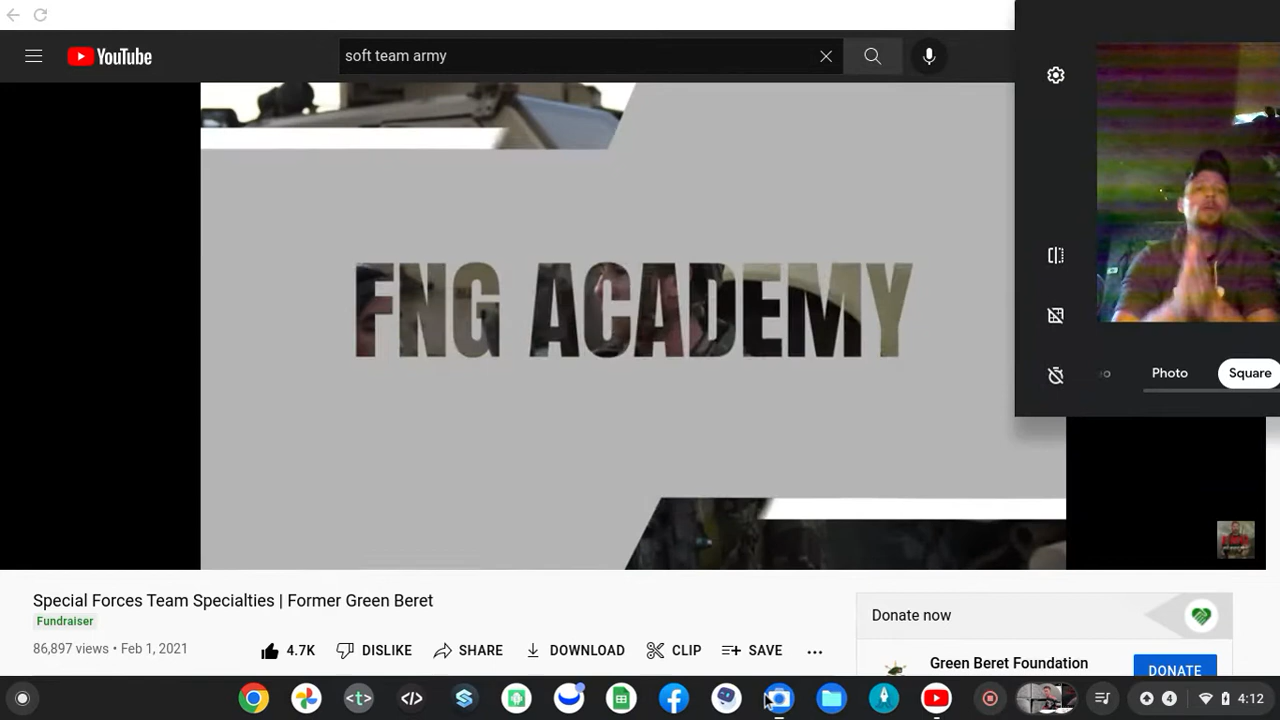 YouTube
soft team army
FNG ACADEMY
Photo
Square
Special Forces Team Specialties | Former Green Beret
Fundraiser
86,897 views • Feb 1, 2021
4.7K
DISLIKE
SHARE
DOWNLOAD
CLIP
SAVE
Donate now
Green Beret Foundation
DONATE
<t>
</>
4
4:12